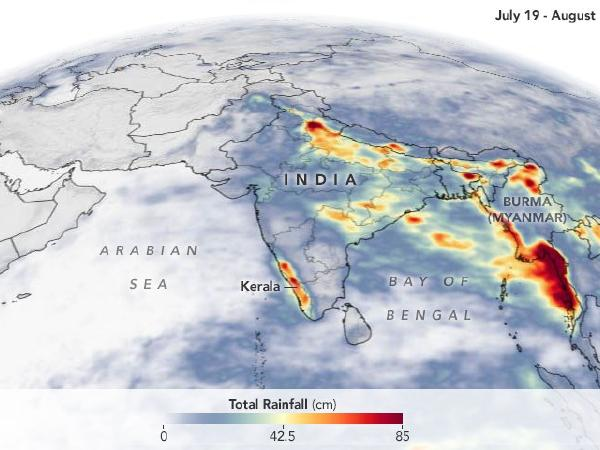 July 19 - August
INDIA
BURMA
(MYANMAR)
ARABIAN
SEA
Kerala
BAY OF
BENGAL
Total Rainfall (cm)
0 42.5 85